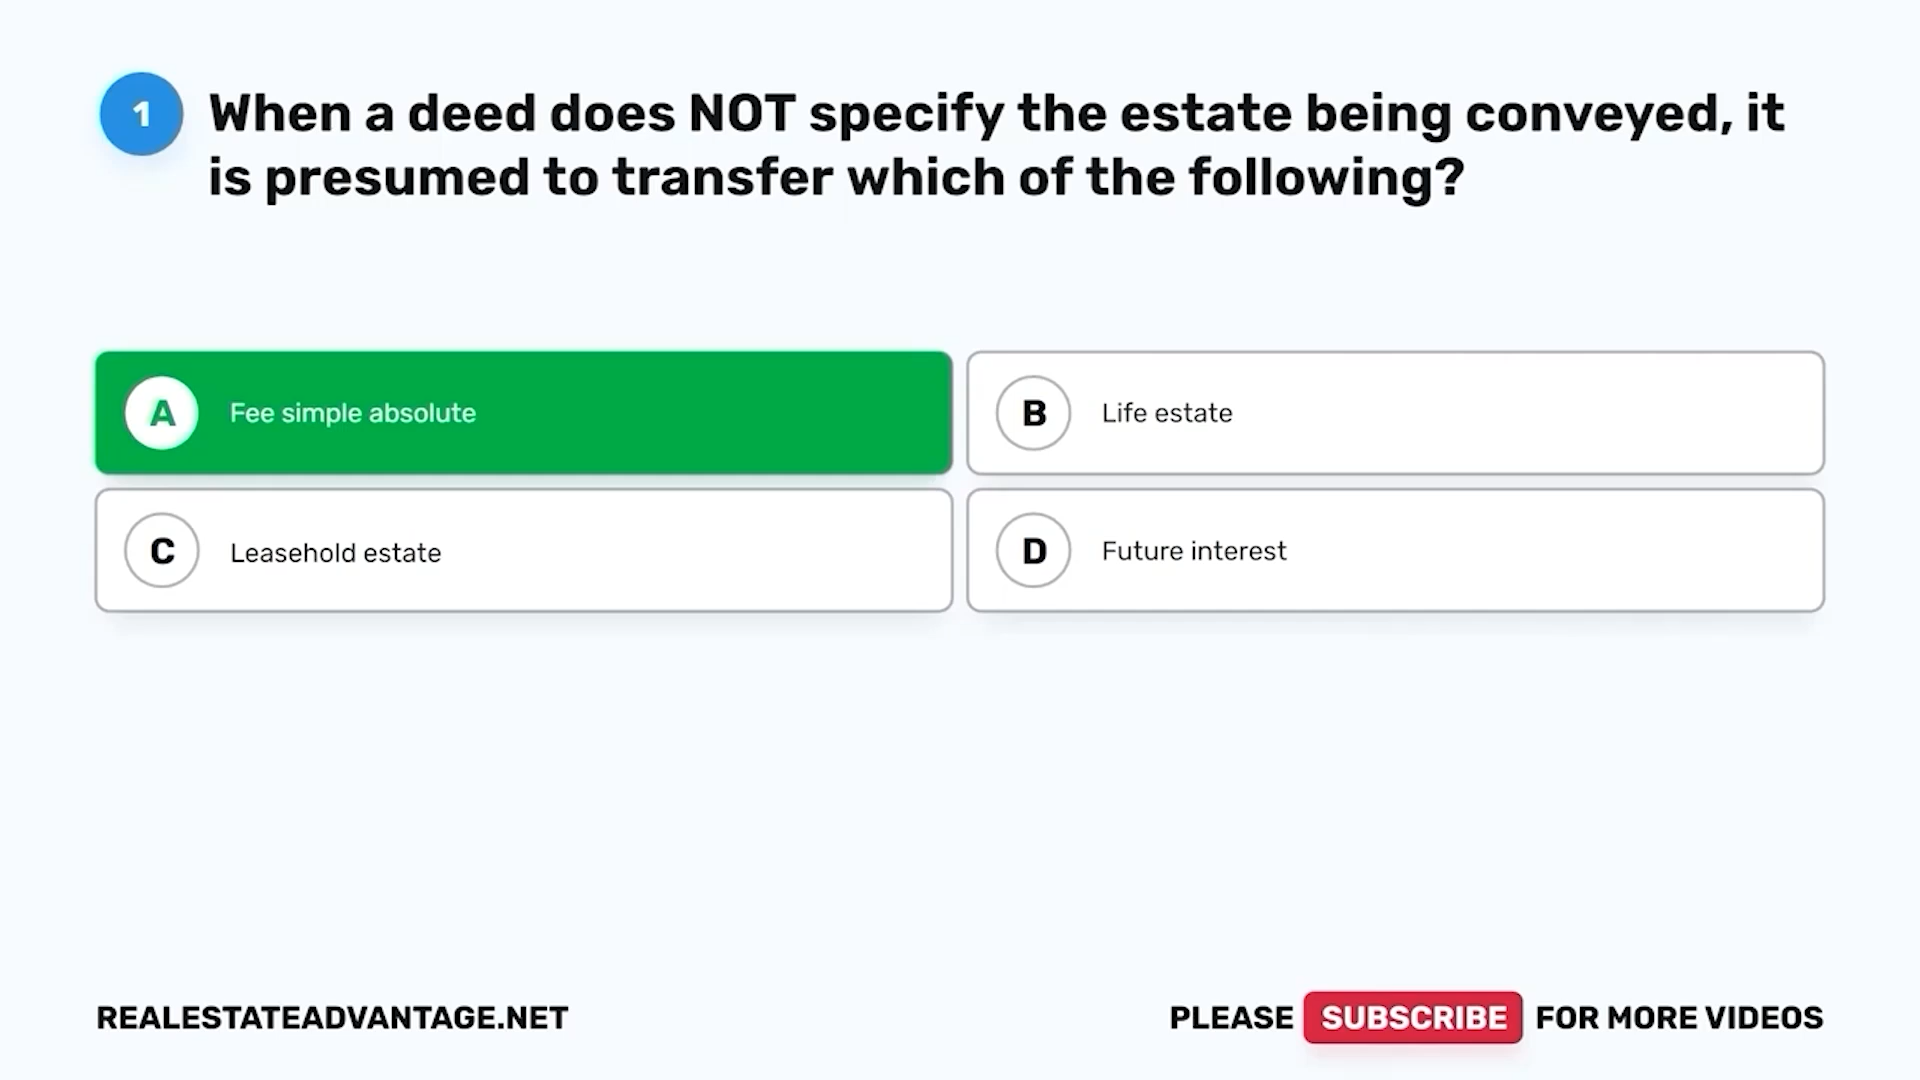 1
When a deed does NOT specify the estate being conveyed, it
is presumed to transfer which of the following?
A Fee simple absolute
B Life estate
C Leasehold estate
D Future interest
REALESTATEADVANTAGE.NET
PLEASE SUBSCRIBE FOR MORE VIDEOS